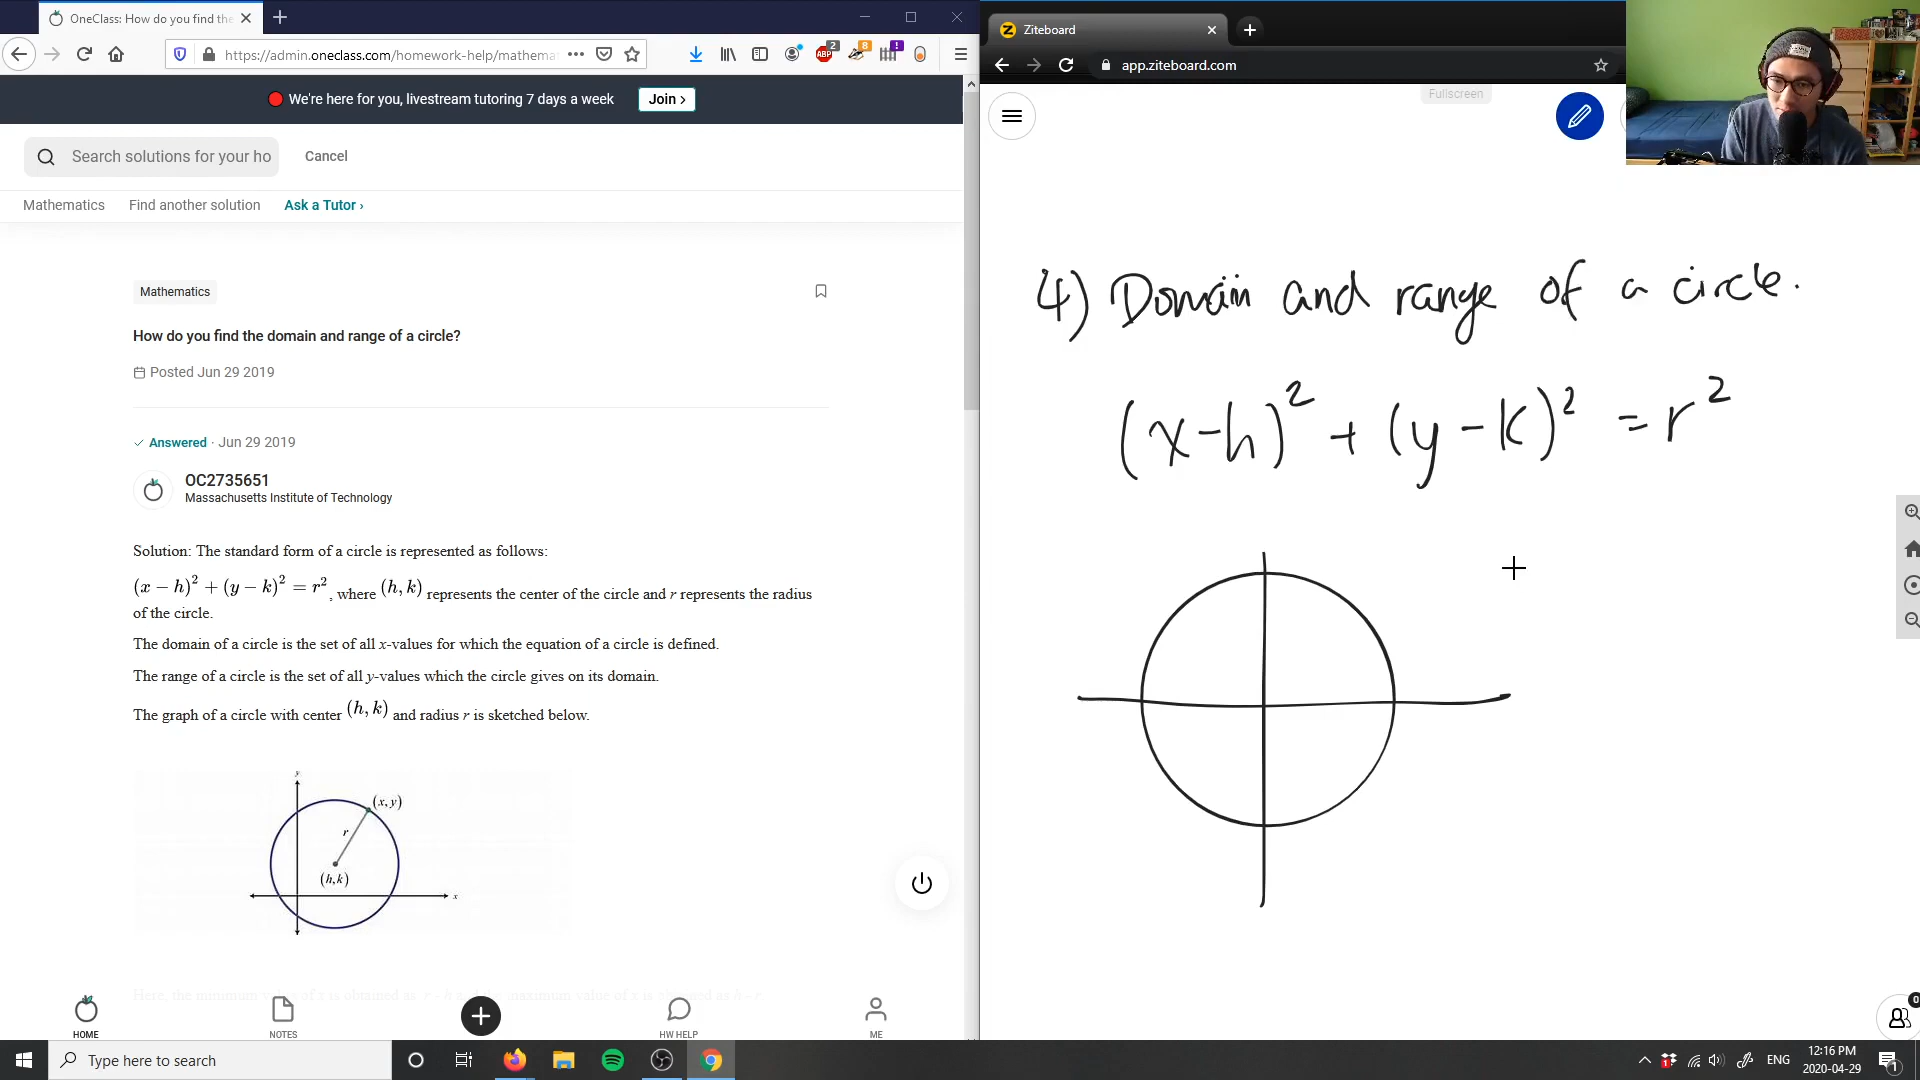 OneClass: How do you find the
https://admin.oneclass.com/homework-help/mathema
ABP
2
8
!
We're here for you, livestream tutoring 7 days a week
Join ›
Search solutions for your ho
Cancel
Mathematics
Find another solution
Ask a Tutor ›
Mathematics
How do you find the domain and range of a circle?
Posted Jun 29 2019
Answered · Jun 29 2019
OC2735651
Massachusetts Institute of Technology
Solution: The standard form of a circle is represented as follows:
(x − h)² + (y − k)² = r², where (h, k) represents the center of the circle and r represents the radius
of the circle.
The domain of a circle is the set of all x-values for which the equation of a circle is defined.
The range of a circle is the set of all y-values which the circle gives on its domain.
The graph of a circle with center (h, k) and radius r is sketched below.
y
(x, y)
r
(h,k)
x
HOME
NOTES
HW HELP
ME
Ziteboard
app.ziteboard.com
Fullscreen
4) Domain and range of a circle.
(x-h)² + (y-k)² = r²
0
Type here to search
ENG
12:16 PM
2020-04-29
1